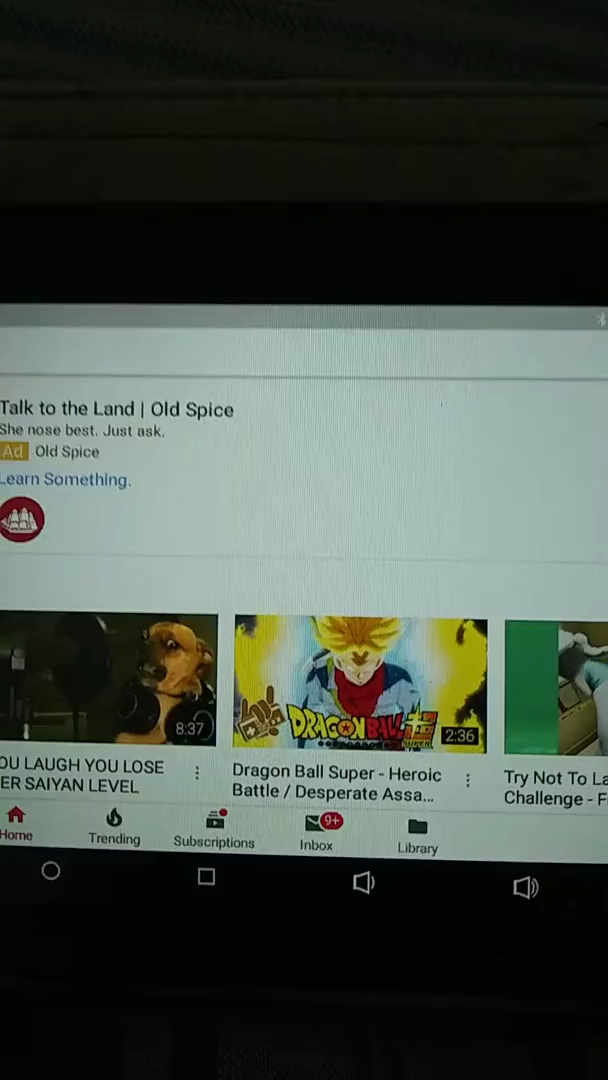 Talk to the Land | Old Spice
She nose best. Just ask.
Ad Old Spice
Learn Something.
8:37
DRAGON BALL 超
SUPER
2:36
OU LAUGH YOU LOSE
ER SAIYAN LEVEL
Dragon Ball Super - Heroic
Battle / Desperate Assa...
Try Not To La
Challenge - F
Home
Trending
Subscriptions
9+
Inbox
Library